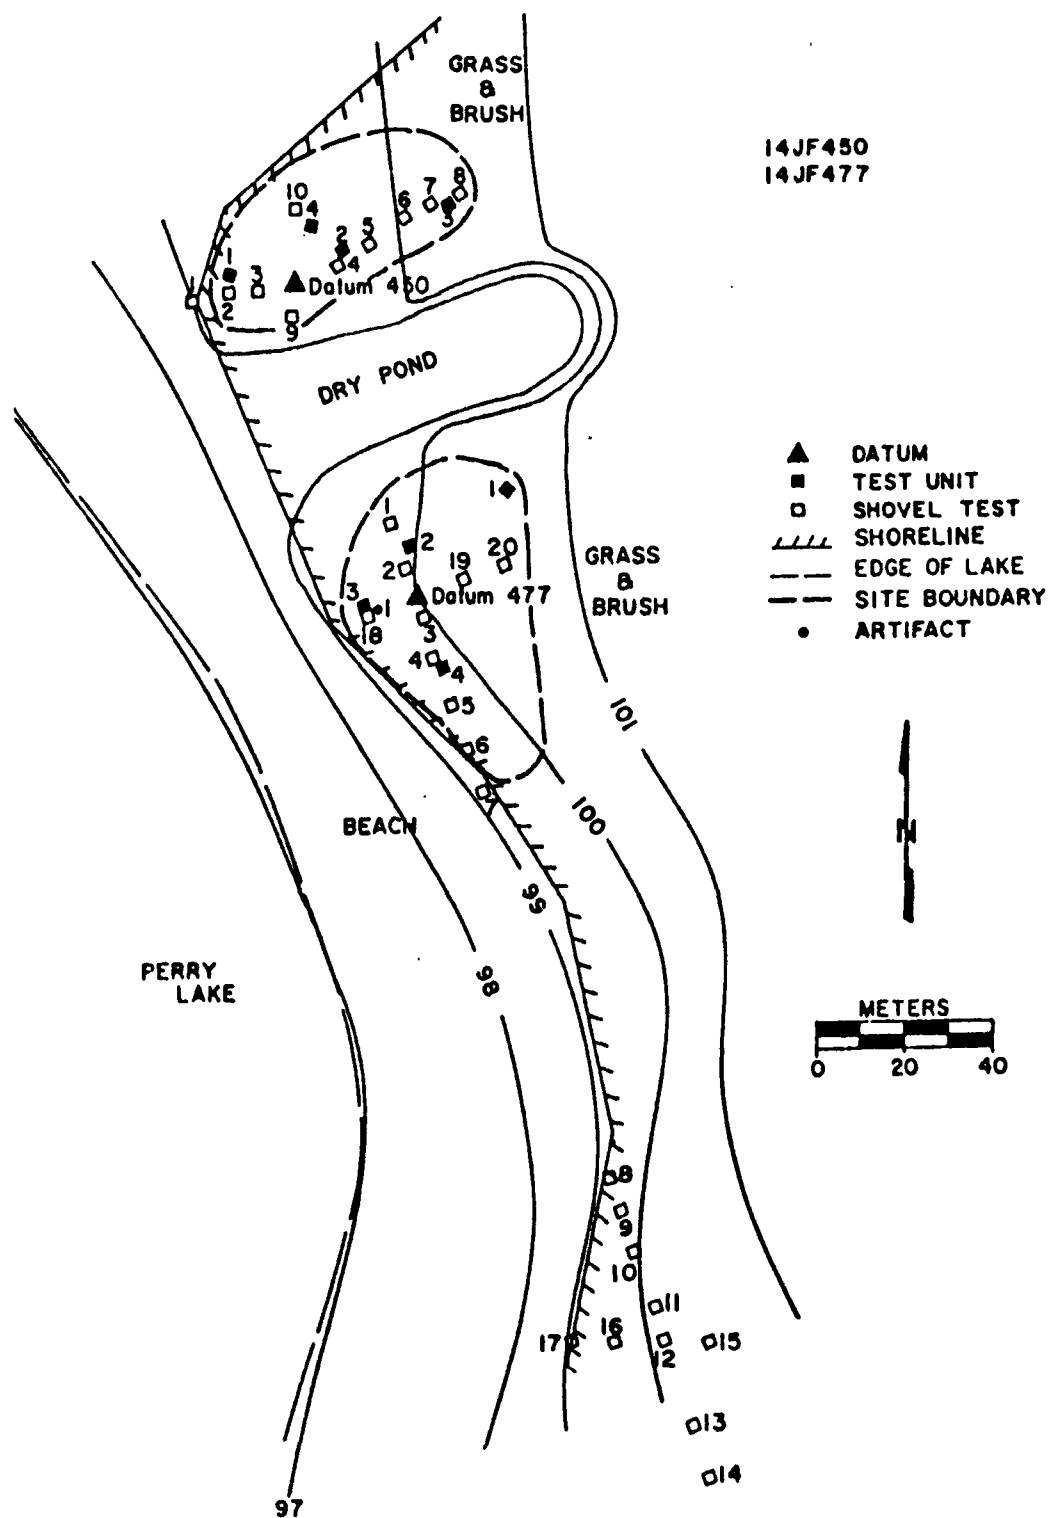 GRASS
&
BRUSH
14JF450
14JF477
10
4
6
7
8
3
5
2
4
1
3
1
2
Datum 450
9
DRY POND
1
1
2
2
19
20
GRASS
&
BRUSH
3
1
Datum 477
18
3
4
4
5
6
7
DATUM
TEST UNIT
SHOVEL TEST
SHORELINE
EDGE OF LAKE
SITE BOUNDARY
ARTIFACT
101
100
BEACH
99
98
N
PERRY
LAKE
METERS
0 20 40
8
9
10
11
16
17
12
15
13
14
97